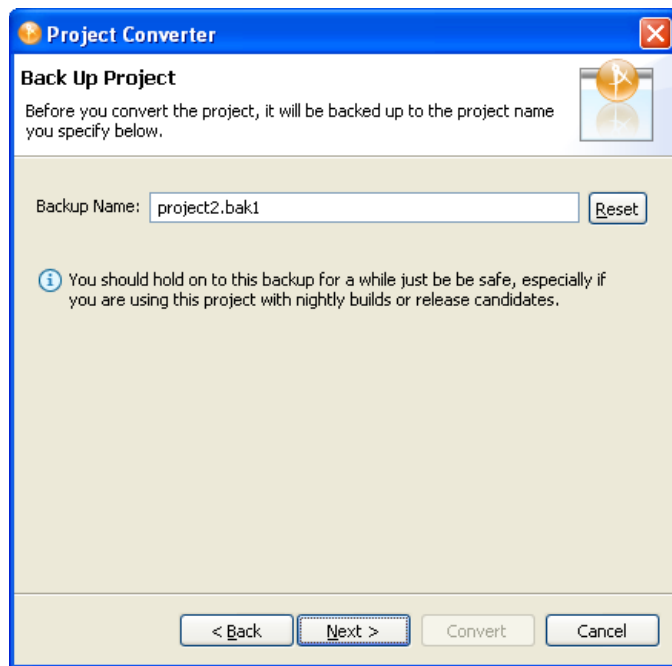 Project Converter
Back Up Project
Before you convert the project, it will be backed up to the project name
you specify below.
Backup Name: project2.bak1 Reset
You should hold on to this backup for a while just be be safe, especially if
you are using this project with nightly builds or release candidates.
< Back Next > Convert Cancel